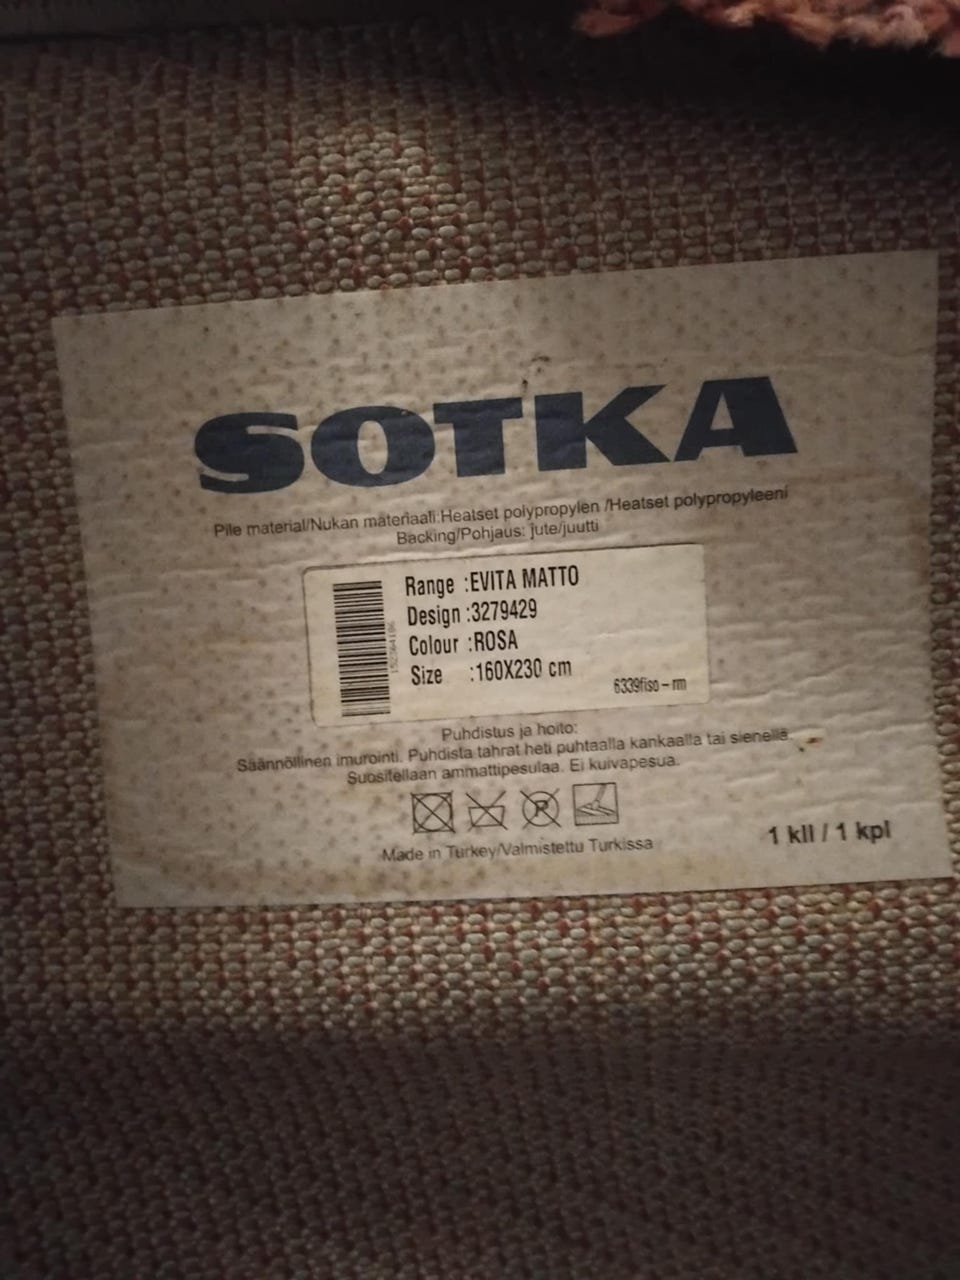 SOTKA
Pile material/Nukan materiaali:Heatset polypropylen /Heatset polypropyleeni
Backing/Pohjaus: jute/juutti
Range :EVITA MATTO
Design :3279429
Colour :ROSA
Size :160X230 cm
6339fiso-rm
Puhdistus ja hoito:
Säännöllinen imurointi. Puhdista tahrat heti puhtaalla kankaalla tai sienellä.
Suositellaan ammattipesulaa. Ei kuivapesua.
P
Made in Turkey/Valmistettu Turkissa
1 kll / 1 kpl